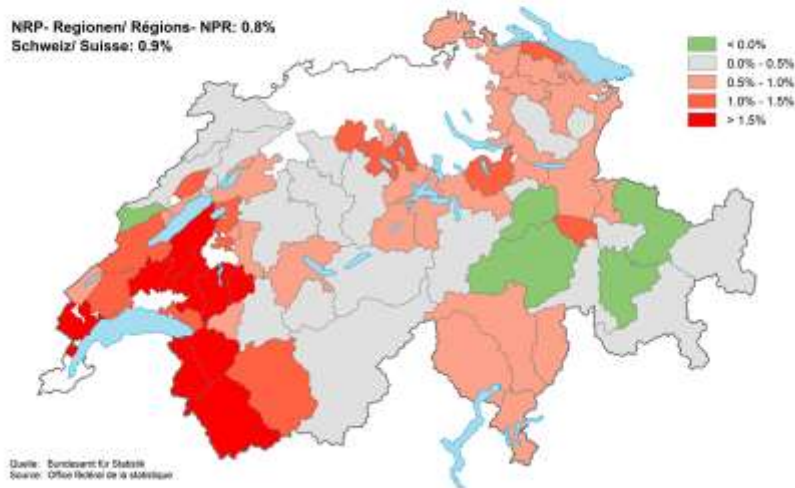 NRP- Regionen/ Régions- NPR: 0.8%
Schweiz/ Suisse: 0.9%
< 0.0%
0.0% - 0.5%
0.5% - 1.0%
1.0% - 1.5%
> 1.5%
Quelle: Bundesamt für Statistik
Source: Office fédéral de la statistique